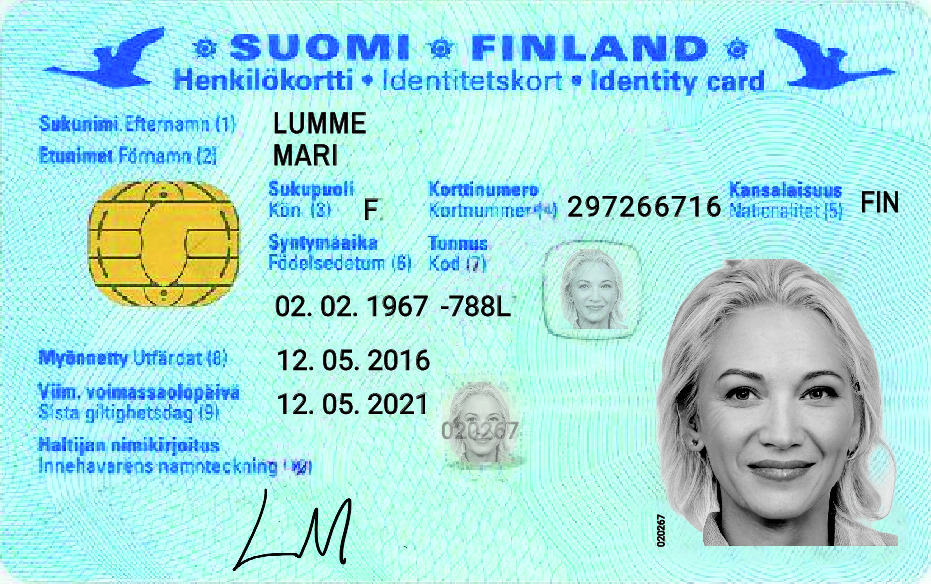 SUOMI FINLAND
Henkilökortti • Identitetskort • Identity card
Sukunimi Efternamn (1) LUMME
Etunimet Förnamn (2) MARI
Sukupuoli Korttinumero Kansalaisuus
Kön (3) F Kortnummer (4) 297266716 Nationalitet (5) FIN
Syntymäaika Tunnus
Födelsedatum (6) Kod (7)
02. 02. 1967 -788L
Myönnetty Utfärdat (8) 12. 05. 2016
Viim. voimassaolopäivä
Sista giltighetsdag (9) 12. 05. 2021
020267
Haltijan nimikirjoitus
Innehavarens namnteckning
LM
020267